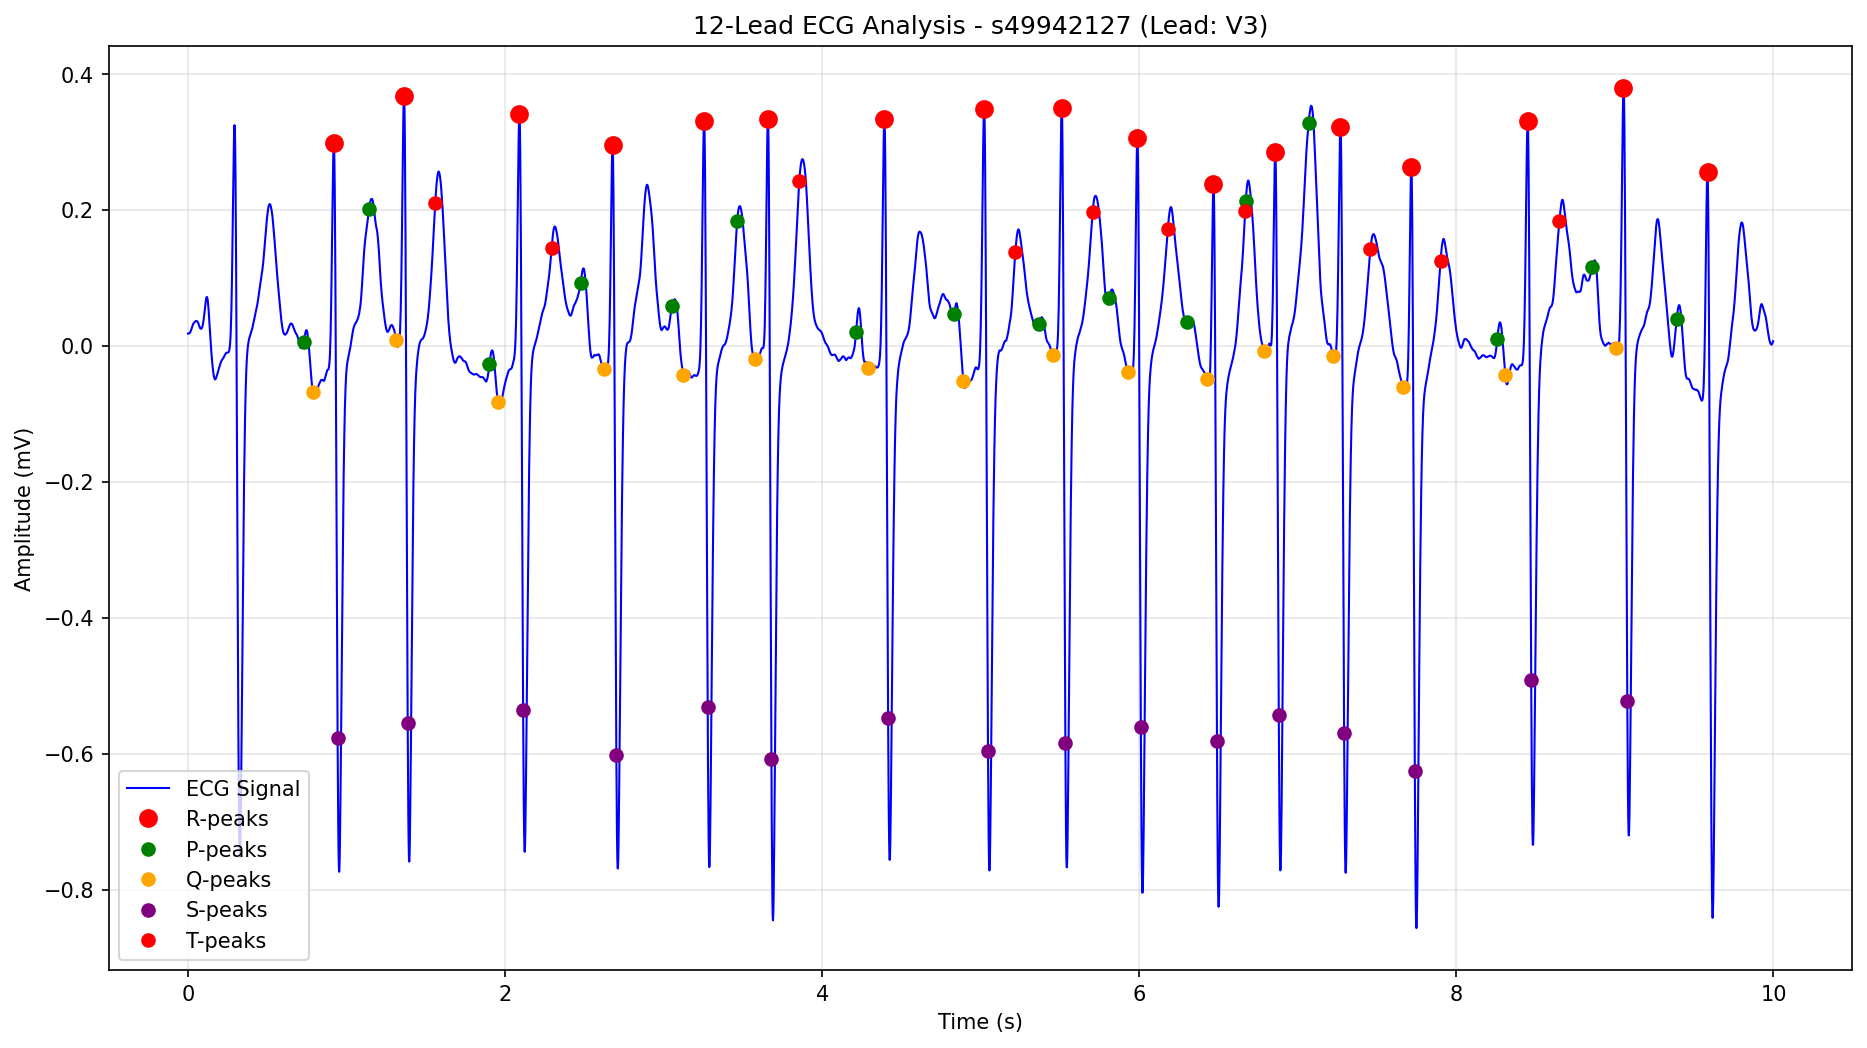 12-Lead ECG Analysis - s49942127 (Lead: V3)
Amplitude (mV)
0.4
0.2
0.0
−0.2
−0.4
−0.6
−0.8
ECG Signal
R-peaks
P-peaks
Q-peaks
S-peaks
T-peaks
0 2 4 6 8 10
Time (s)